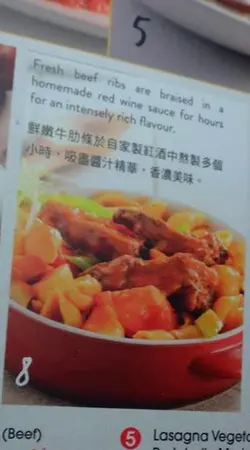 5
Fresh beef ribs are braised in a
homemade red wine sauce for hours
for an intensely rich flavour.
鮮嫩牛肋條於自家製紅酒中熬製多個
小時，吸盡醬汁精華，香濃美味。
8
(Beef)
5 Lasagna Vegeta